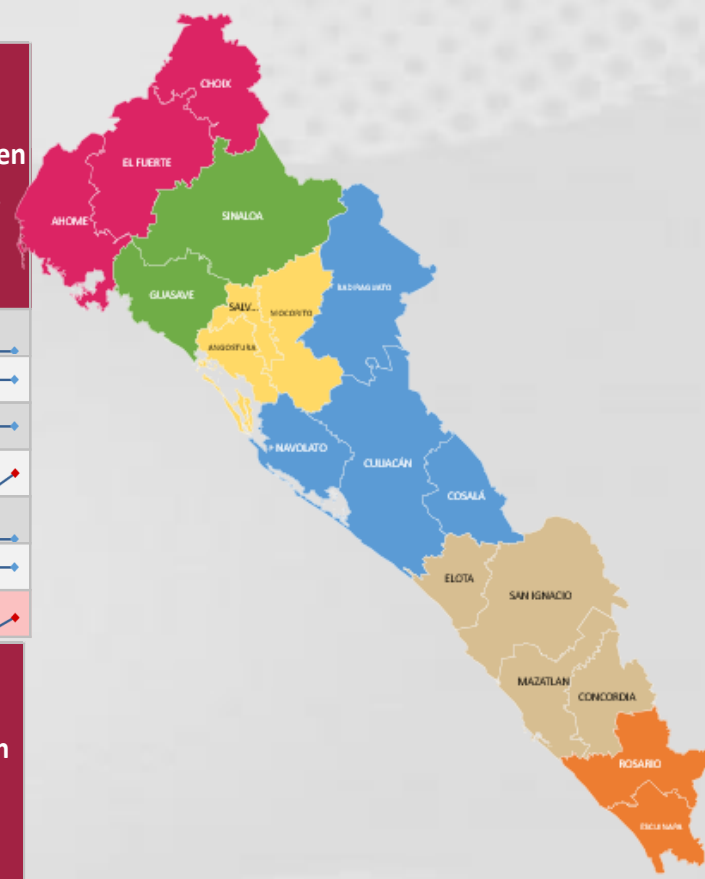 en
CHOIX
EL FUERTE
AHOME
SINALOA
GUASAVE
SALV...
MOCORITO
BADIRAGUATO
ANGOSTURA
NAVOLATO
CULIACÁN
COSALÁ
ELOTA
SAN IGNACIO
MAZATLAN
CONCORDIA
n
ROSARIO
ESCUINAPA